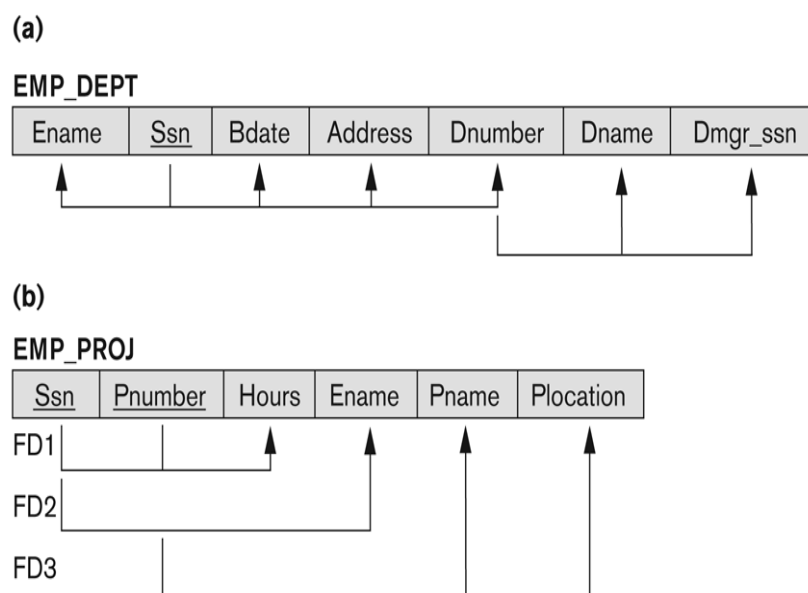 (a)
EMP_DEPT
Ename Ssn Bdate Address Dnumber Dname Dmgr_ssn
(b)
EMP_PROJ
Ssn Pnumber Hours Ename Pname Plocation
FD1
FD2
FD3